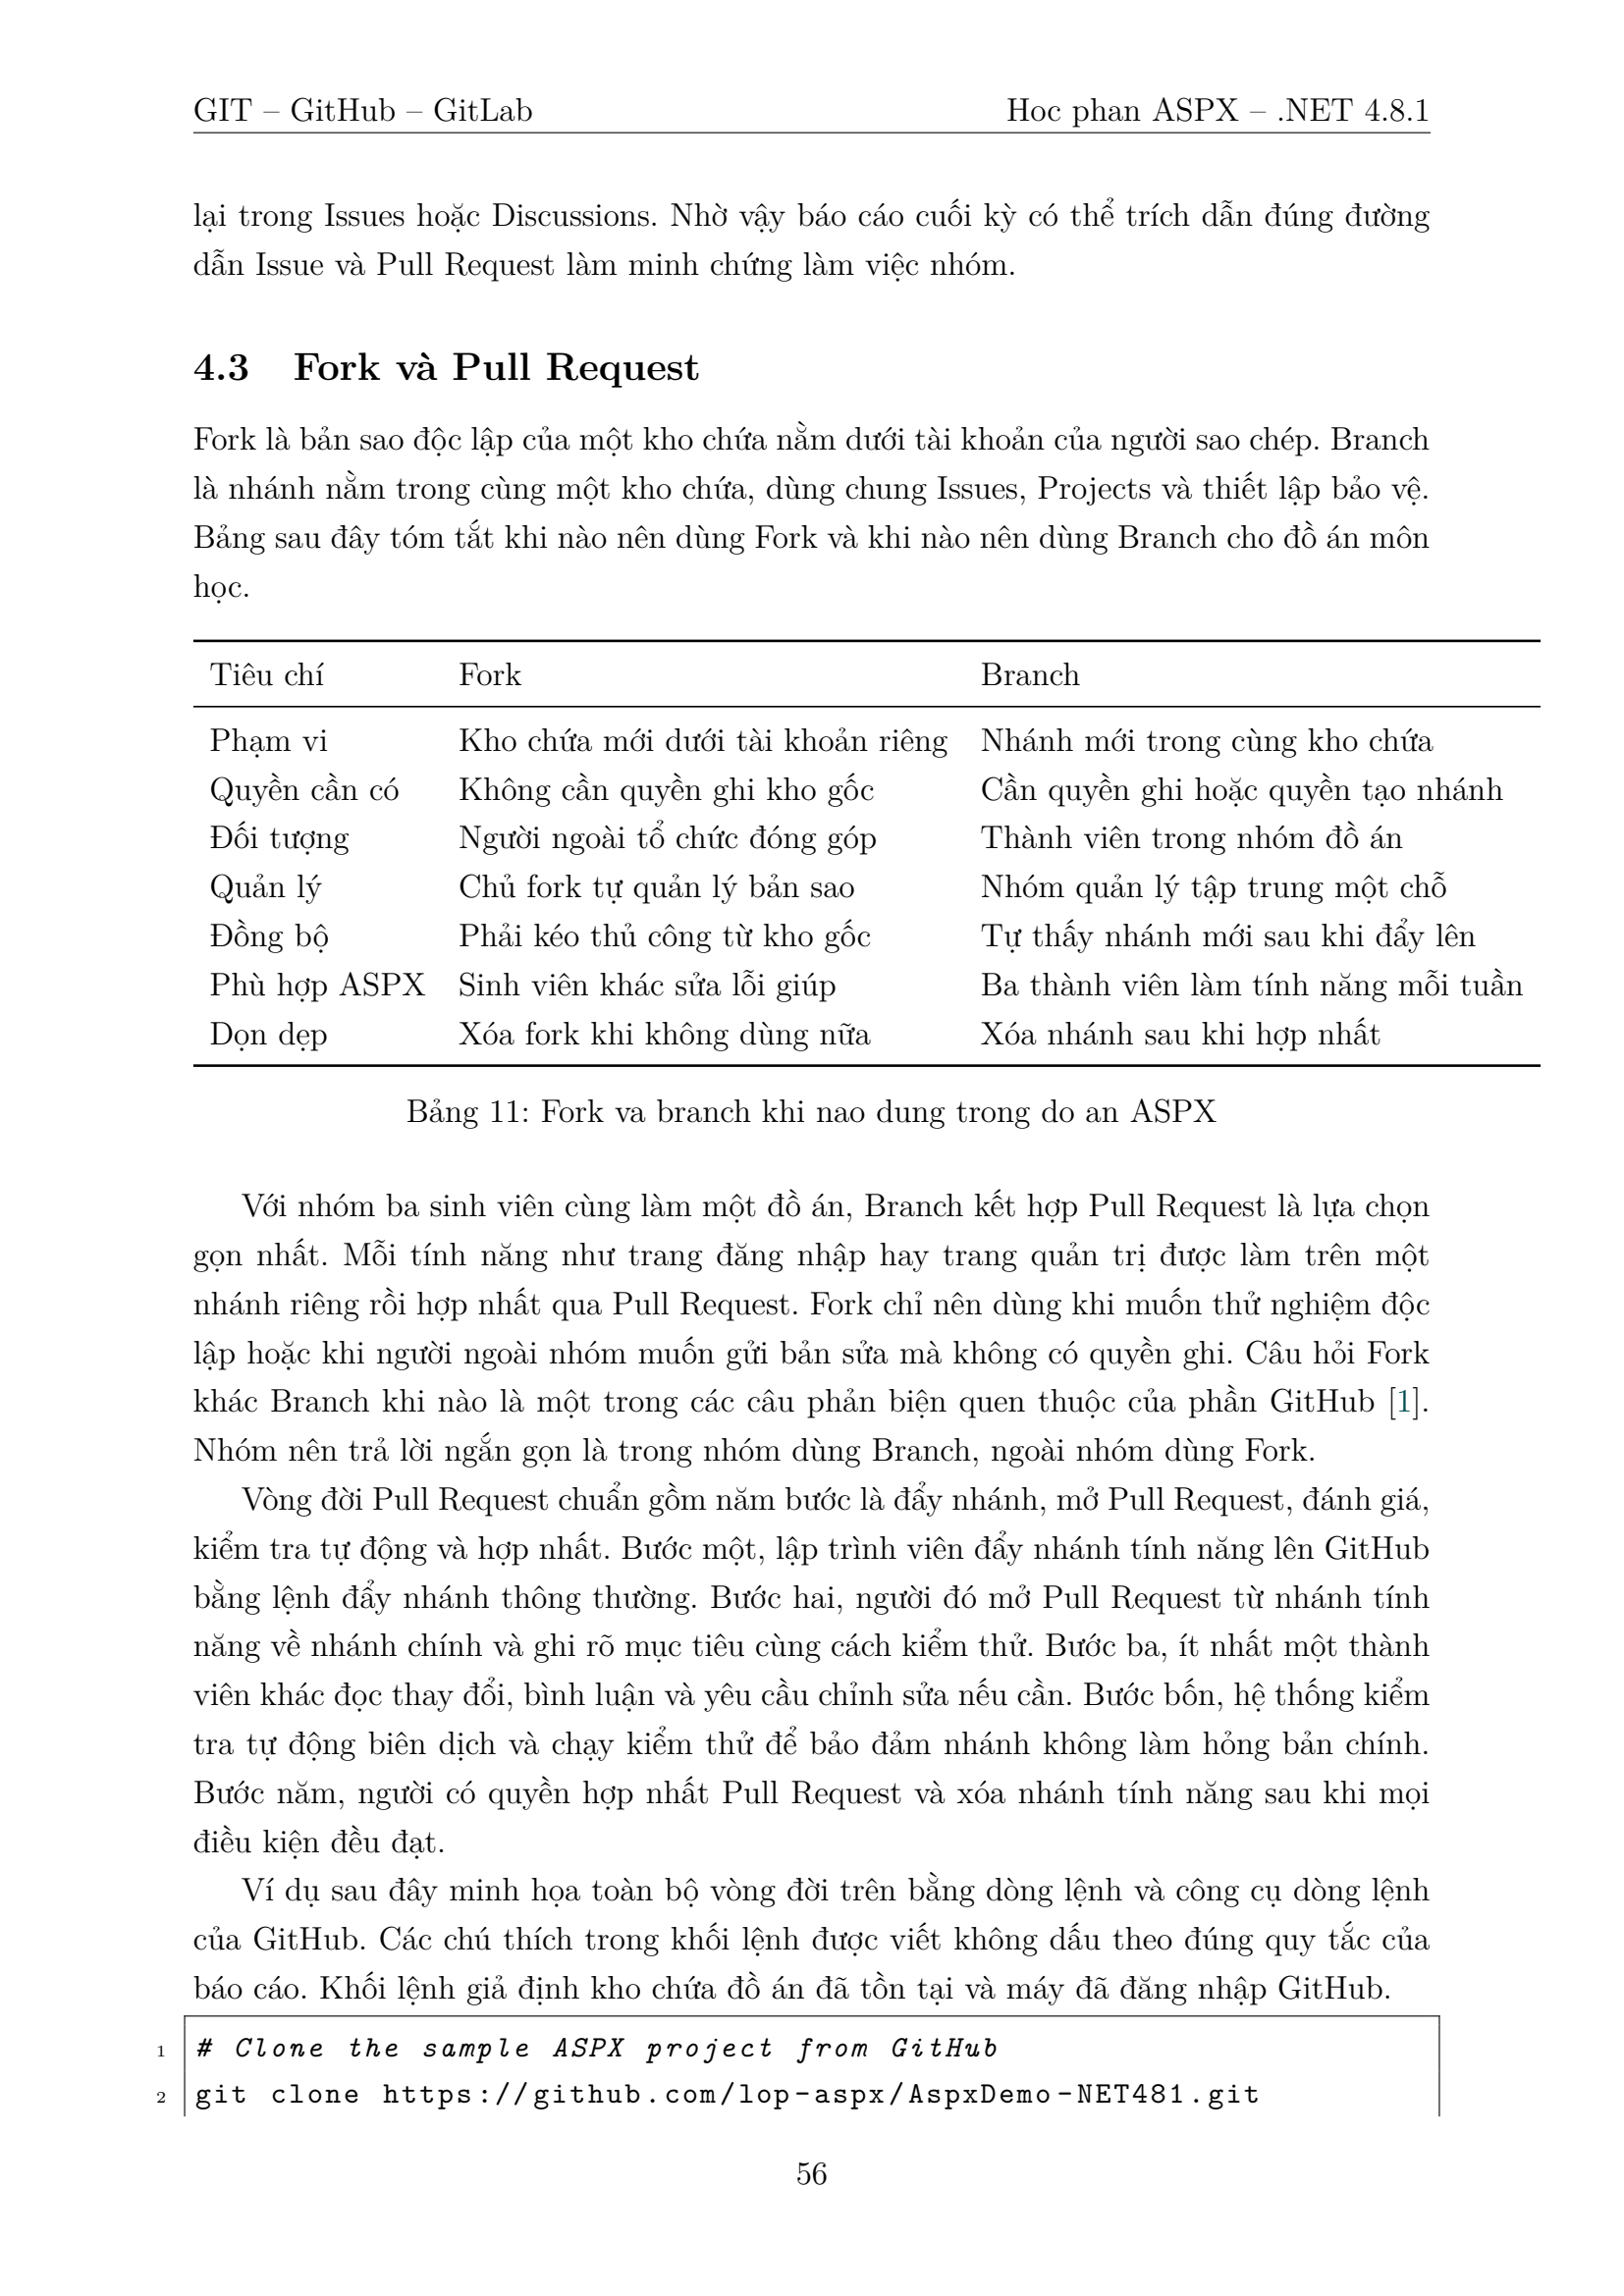 GIT – GitHub – GitLab Hoc phan ASPX – .NET 4.8.1
lại trong Issues hoặc Discussions. Nhờ vậy báo cáo cuối kỳ có thể trích dẫn đúng đường
dẫn Issue và Pull Request làm minh chứng làm việc nhóm.
4.3 Fork và Pull Request
Fork là bản sao độc lập của một kho chứa nằm dưới tài khoản của người sao chép. Branch
là nhánh nằm trong cùng một kho chứa, dùng chung Issues, Projects và thiết lập bảo vệ.
Bảng sau đây tóm tắt khi nào nên dùng Fork và khi nào nên dùng Branch cho đồ án môn
học.
Tiêu chí Fork Branch
Phạm vi Kho chứa mới dưới tài khoản riêng Nhánh mới trong cùng kho chứa
Quyền cần có Không cần quyền ghi kho gốc Cần quyền ghi hoặc quyền tạo nhánh
Đối tượng Người ngoài tổ chức đóng góp Thành viên trong nhóm đồ án
Quản lý Chủ fork tự quản lý bản sao Nhóm quản lý tập trung một chỗ
Đồng bộ Phải kéo thủ công từ kho gốc Tự thấy nhánh mới sau khi đẩy lên
Phù hợp ASPX Sinh viên khác sửa lỗi giúp Ba thành viên làm tính năng mỗi tuần
Dọn dẹp Xóa fork khi không dùng nữa Xóa nhánh sau khi hợp nhất
Bảng 11: Fork va branch khi nao dung trong do an ASPX
Với nhóm ba sinh viên cùng làm một đồ án, Branch kết hợp Pull Request là lựa chọn
gọn nhất. Mỗi tính năng như trang đăng nhập hay trang quản trị được làm trên một
nhánh riêng rồi hợp nhất qua Pull Request. Fork chỉ nên dùng khi muốn thử nghiệm độc
lập hoặc khi người ngoài nhóm muốn gửi bản sửa mà không có quyền ghi. Câu hỏi Fork
khác Branch khi nào là một trong các câu phản biện quen thuộc của phần GitHub [1].
Nhóm nên trả lời ngắn gọn là trong nhóm dùng Branch, ngoài nhóm dùng Fork.
Vòng đời Pull Request chuẩn gồm năm bước là đẩy nhánh, mở Pull Request, đánh giá,
kiểm tra tự động và hợp nhất. Bước một, lập trình viên đẩy nhánh tính năng lên GitHub
bằng lệnh đẩy nhánh thông thường. Bước hai, người đó mở Pull Request từ nhánh tính
năng về nhánh chính và ghi rõ mục tiêu cùng cách kiểm thử. Bước ba, ít nhất một thành
viên khác đọc thay đổi, bình luận và yêu cầu chỉnh sửa nếu cần. Bước bốn, hệ thống kiểm
tra tự động biên dịch và chạy kiểm thử để bảo đảm nhánh không làm hỏng bản chính.
Bước năm, người có quyền hợp nhất Pull Request và xóa nhánh tính năng sau khi mọi
điều kiện đều đạt.
Ví dụ sau đây minh họa toàn bộ vòng đời trên bằng dòng lệnh và công cụ dòng lệnh
của GitHub. Các chú thích trong khối lệnh được viết không dấu theo đúng quy tắc của
báo cáo. Khối lệnh giả định kho chứa đồ án đã tồn tại và máy đã đăng nhập GitHub.
1 # Clone the sample ASPX project from GitHub
2 git clone https://github.com/lop-aspx/AspxDemo-NET481.git
56